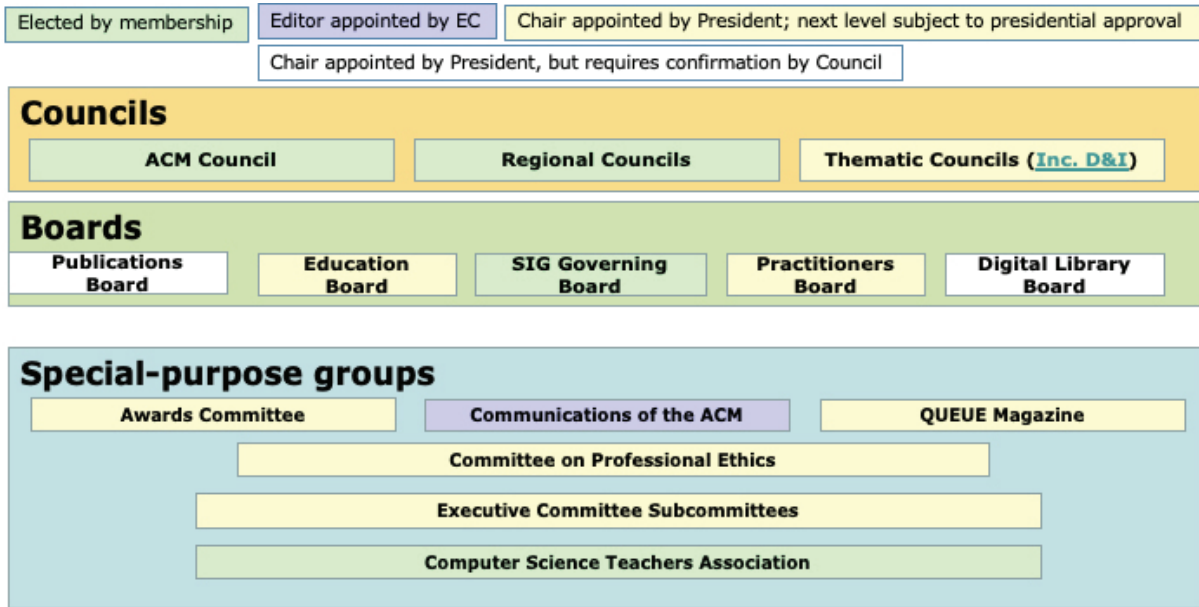 Elected by membership
Editor appointed by EC
Chair appointed by President; next level subject to presidential approval
Chair appointed by President, but requires confirmation by Council
Councils
ACM Council
Regional Councils
Thematic Councils (Inc. D&I)
Boards
Publications
Board
Education
Board
SIG Governing
Board
Practitioners
Board
Digital Library
Board
Special-purpose groups
Awards Committee
Communications of the ACM
QUEUE Magazine
Committee on Professional Ethics
Executive Committee Subcommittees
Computer Science Teachers Association